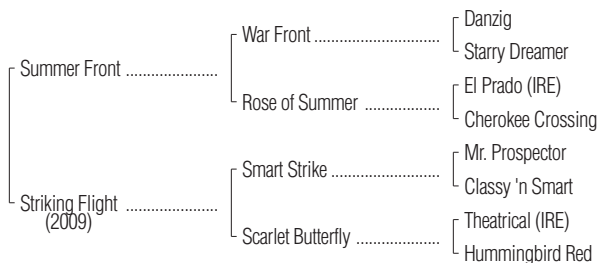 Danzig
War Front ..............................
Starry Dreamer
Summer Front ......................
El Prado (IRE)
Rose of Summer ..................
Cherokee Crossing
Mr. Prospector
Smart Strike ..........................
Classy 'n Smart
Striking Flight ......................
(2009)
Theatrical (IRE)
Scarlet Butterfly ....................
Hummingbird Red